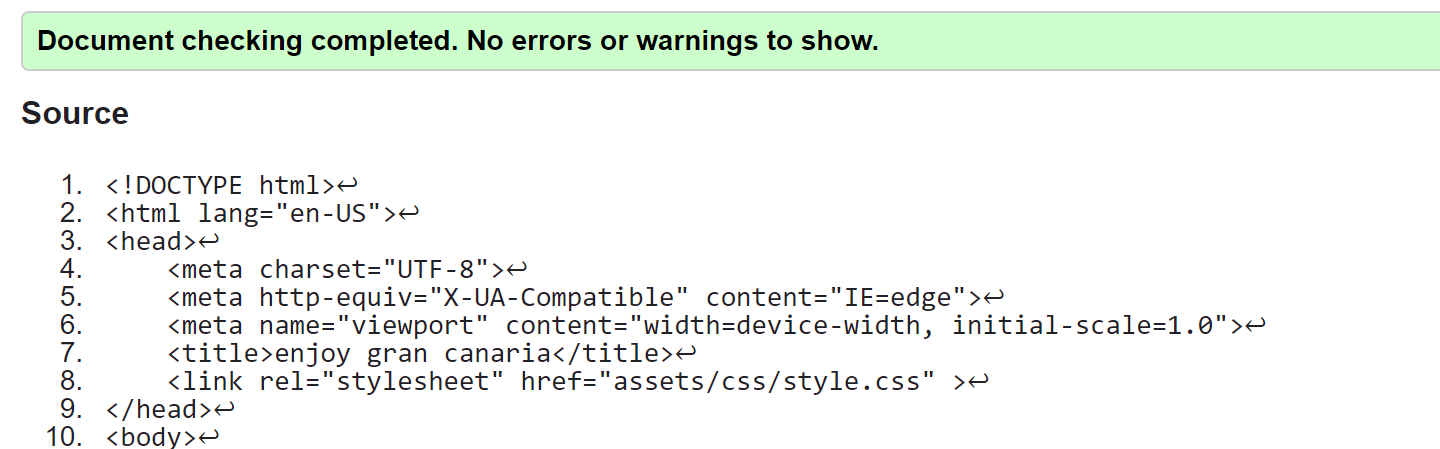 Document checking completed. No errors or warnings to show.
Source
1. <!DOCTYPE html>↩
2. <html lang="en-US">↩
3. <head>↩
4.     <meta charset="UTF-8">↩
5.     <meta http-equiv="X-UA-Compatible" content="IE=edge">↩
6.     <meta name="viewport" content="width=device-width, initial-scale=1.0">↩
7.     <title>enjoy gran canaria</title>↩
8.     <link rel="stylesheet" href="assets/css/style.css" >↩
9. </head>↩
10. <body>↩